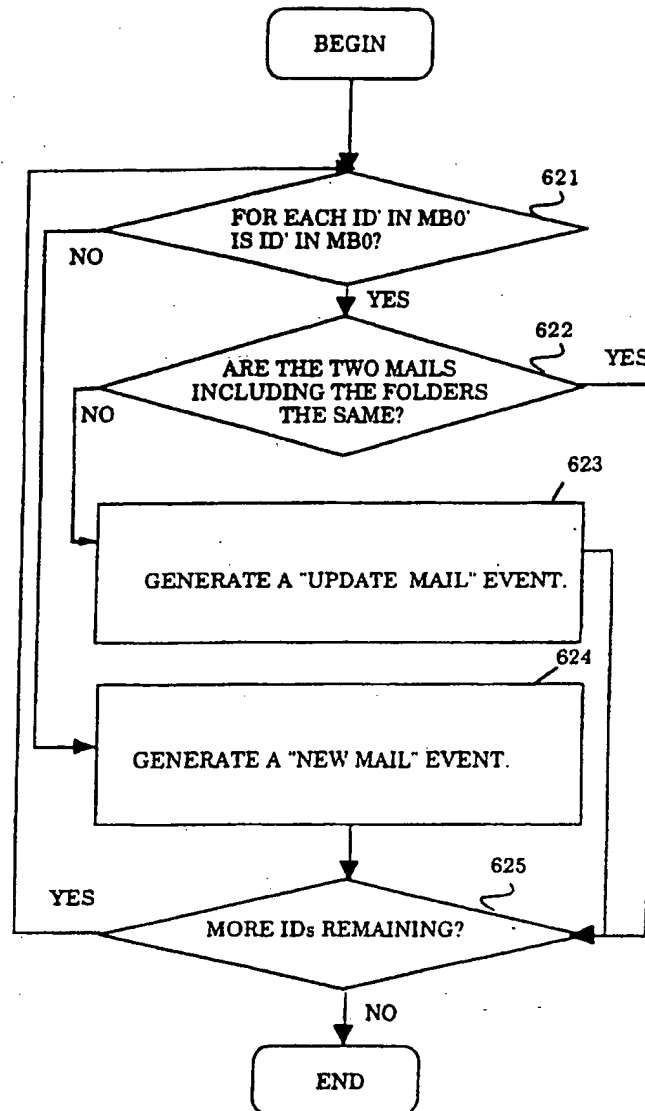 BEGIN
621
FOR EACH ID' IN MB0'
IS ID' IN MB0?
NO
YES
622
YES
ARE THE TWO MAILS
INCLUDING THE FOLDERS
THE SAME?
NO
623
GENERATE A "UPDATE MAIL" EVENT.
624
GENERATE A "NEW MAIL" EVENT.
625
YES
MORE IDs REMAINING?
NO
END